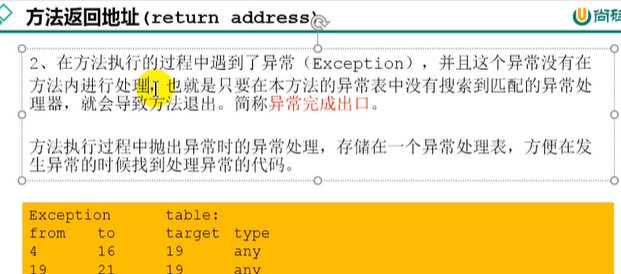 方法返回地址(return address)
尚硅
2、在方法执行的过程中遇到了异常(Exception),并且这个异常没有在
方法内进行处理,也就是只要在本方法的异常表中没有搜索到匹配的异常处
理器,就会导致方法退出。简称异常完成出口。
方法执行过程中抛出异常时的异常处理,存储在一个异常处理表,方便在发
生异常的时候找到处理异常的代码。
Exception table:
from to target type
4 16 19 any
19 21 19 any